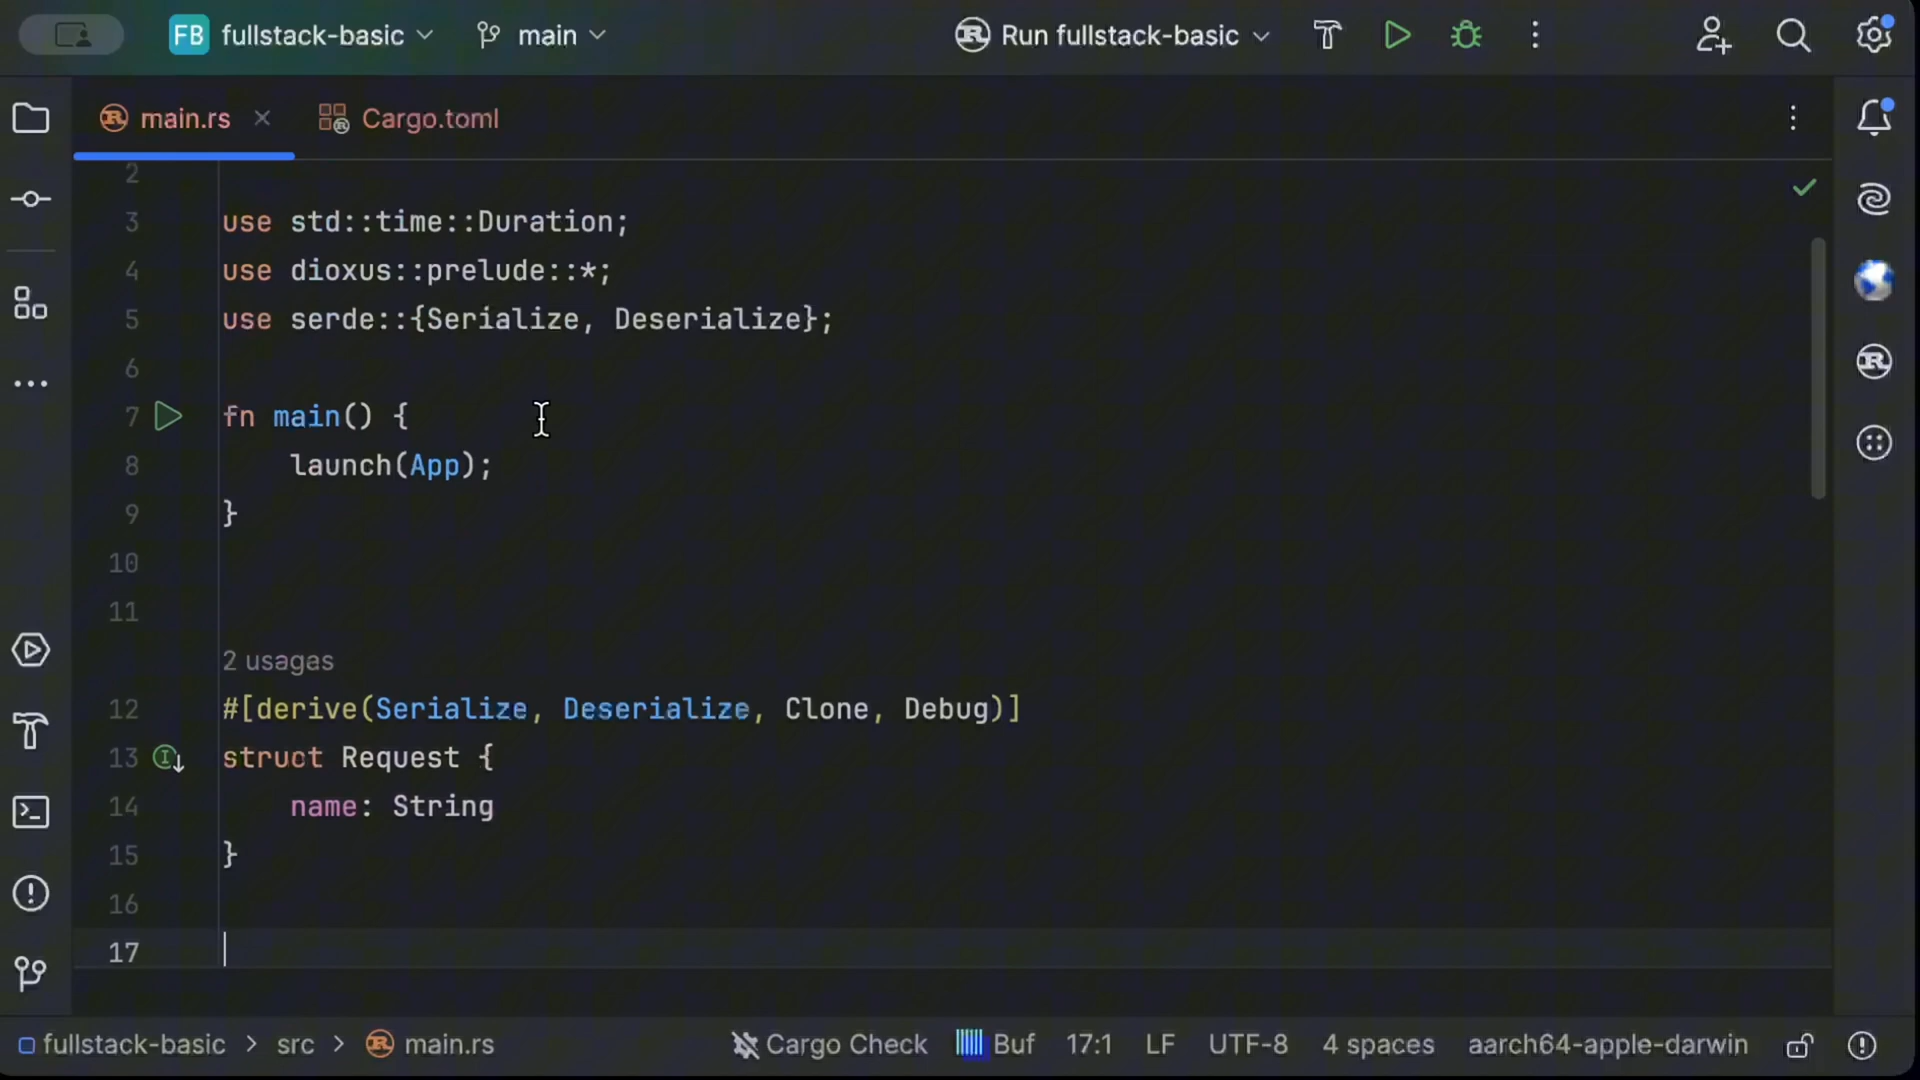 FB fullstack-basic main Run fullstack-basic
main.rs Cargo.toml
2
3 use std::time::Duration;
4 use dioxus::prelude::*;
5 use serde::{Serialize, Deserialize};
6
7 fn main() {
8 launch(App);
9 }
10
11
2 usages
12 #[derive(Serialize, Deserialize, Clone, Debug)]
13 struct Request {
14 name: String
15 }
16
17
fullstack-basic > src > main.rs Cargo Check Buf 17:1 LF UTF-8 4 spaces aarch64-apple-darwin